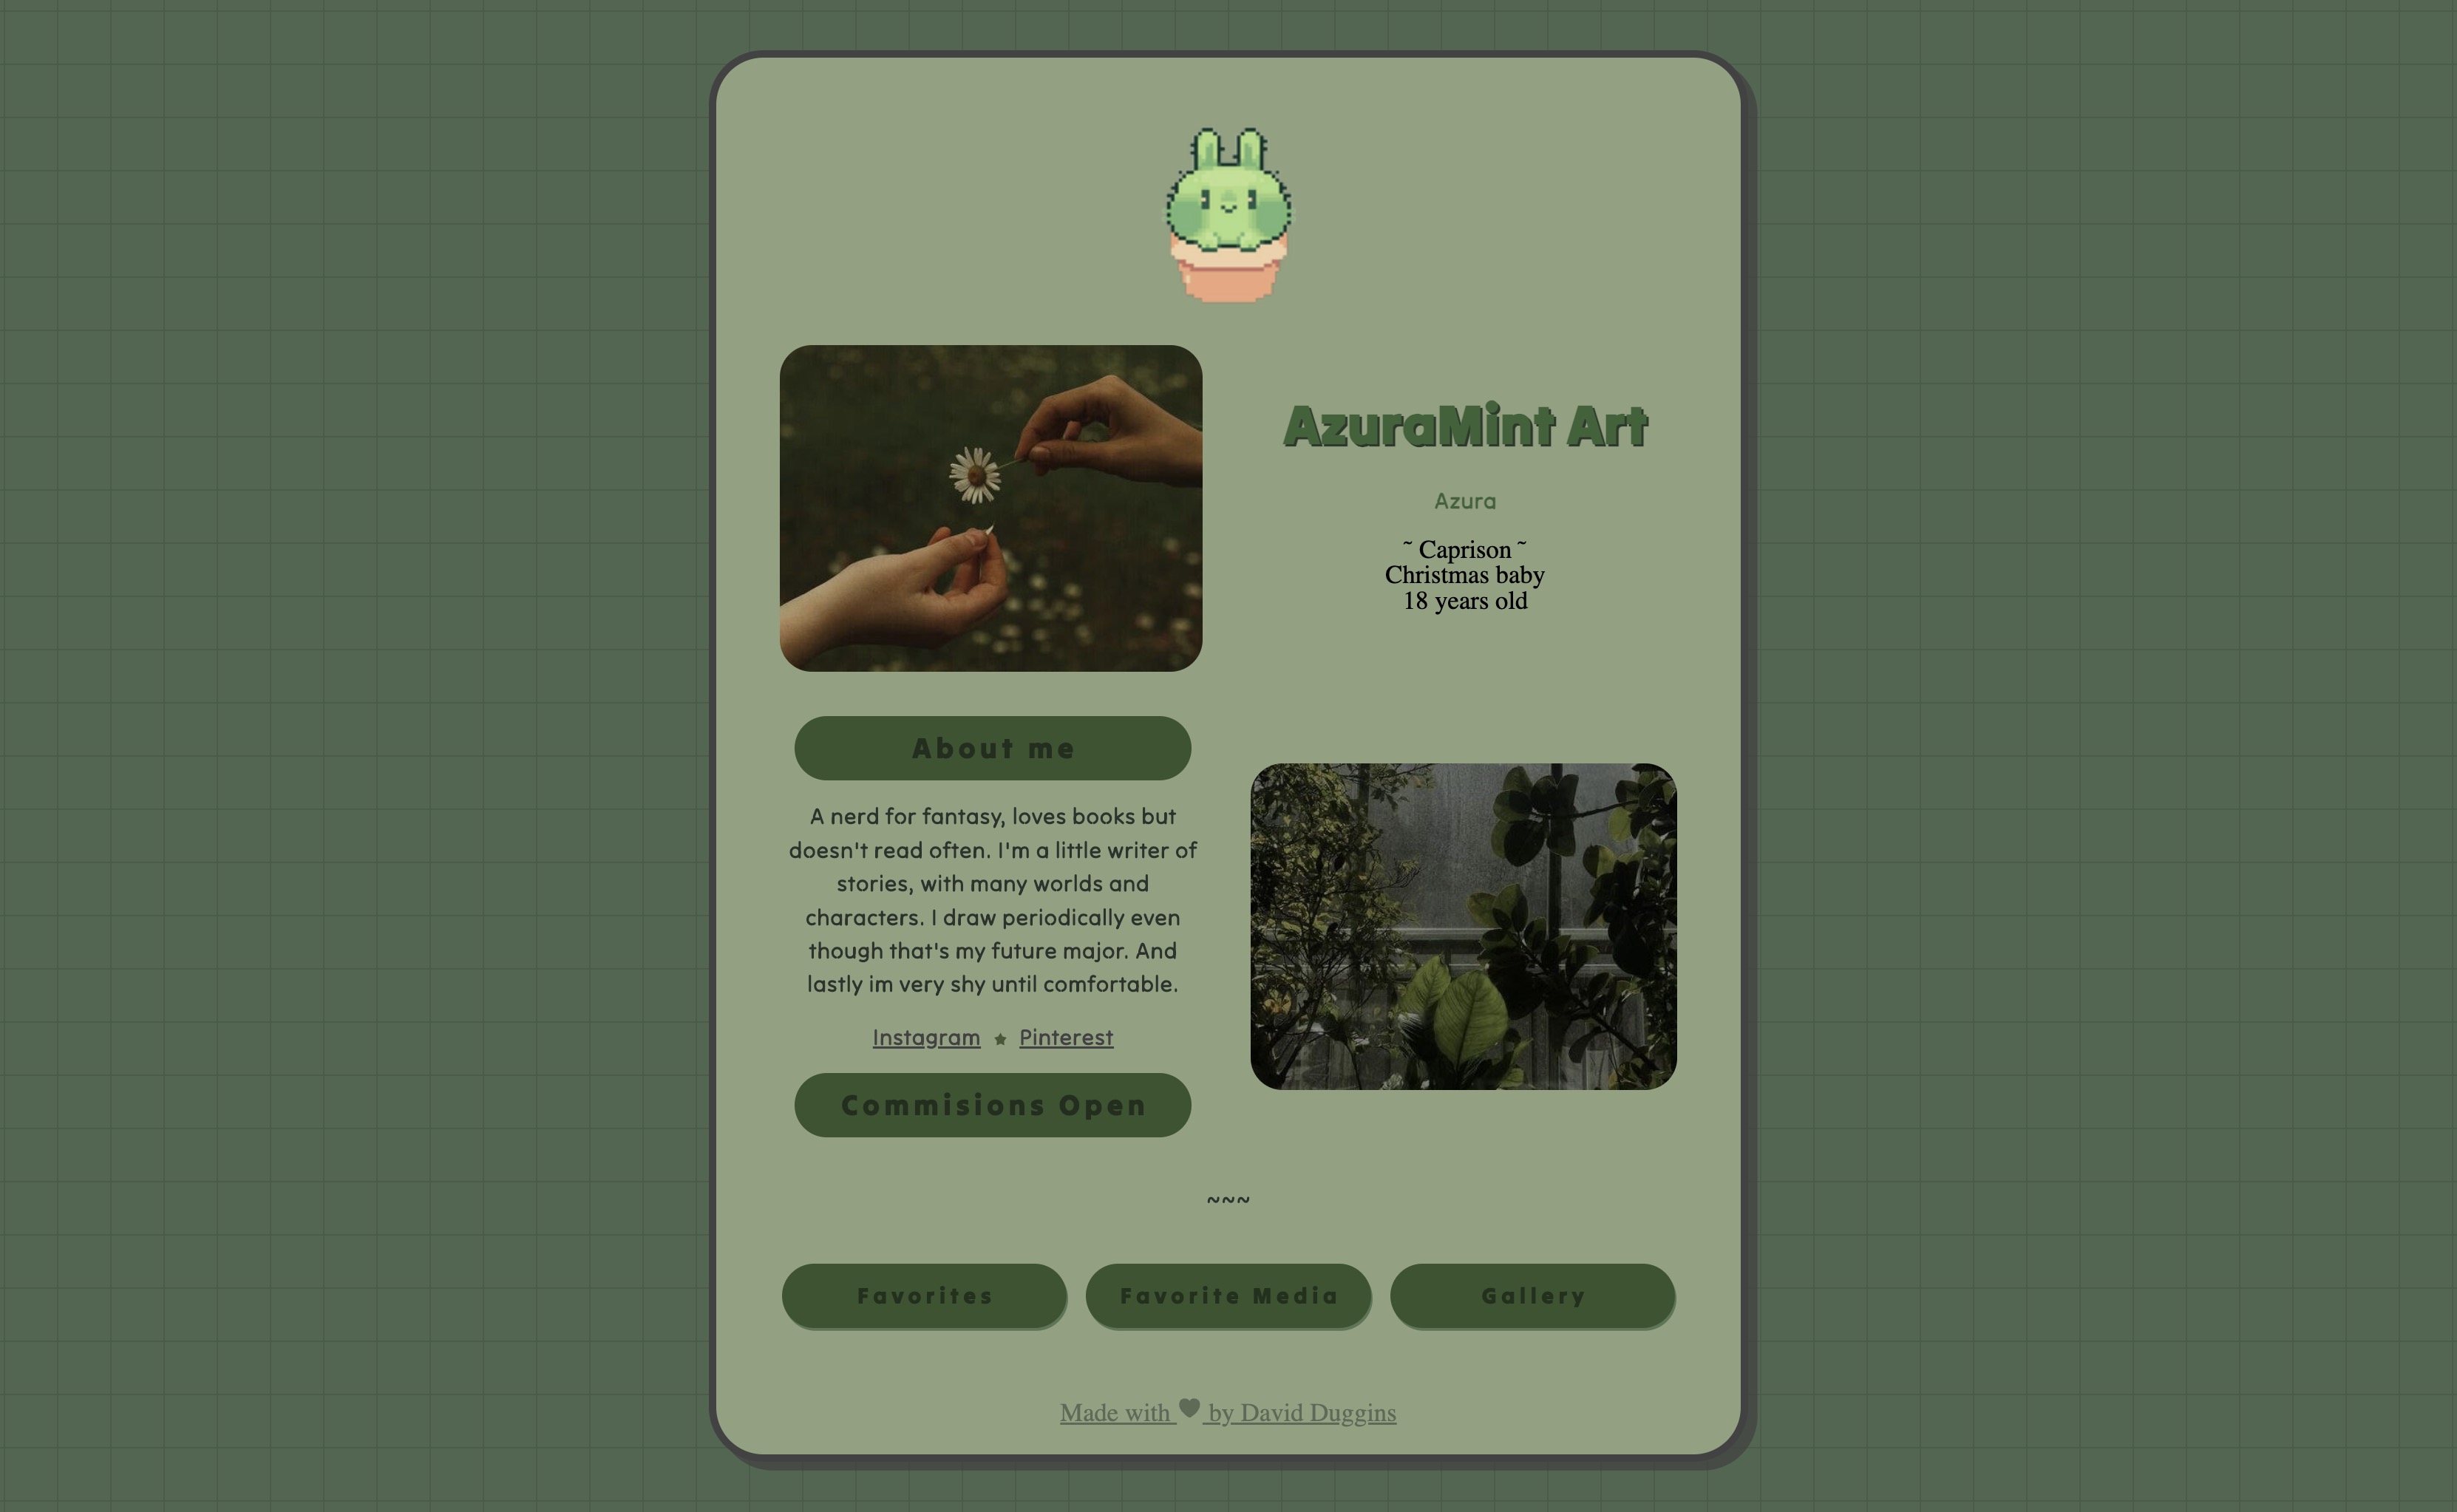 AzuraMint Art
Azura
~ Caprison ~
Christmas baby
18 years old
About me
A nerd for fantasy, loves books but
doesn't read often. I'm a little writer of
stories, with many worlds and
characters. I draw periodically even
though that's my future major. And
lastly im very shy until comfortable.
Instagram ★ Pinterest
Commisions Open
~~~
Favorites
Favorite Media
Gallery
Made with ♥ by David Duggins